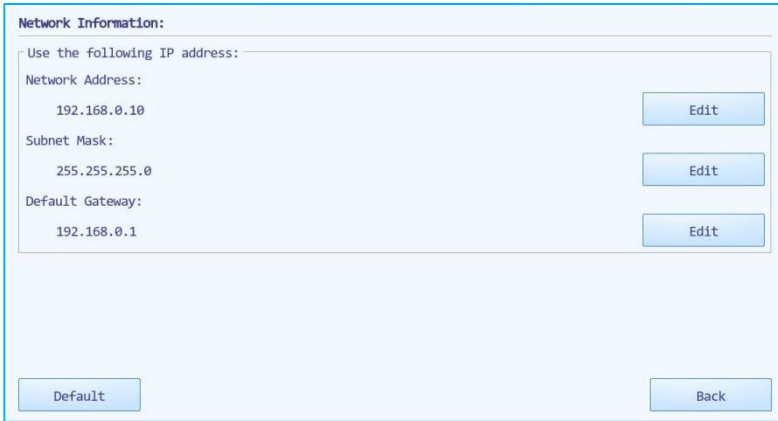 Network Information:
Use the following IP address:
Network Address:
192.168.0.10
Edit
Subnet Mask:
255.255.255.0
Edit
Default Gateway:
192.168.0.1
Edit
Default
Back